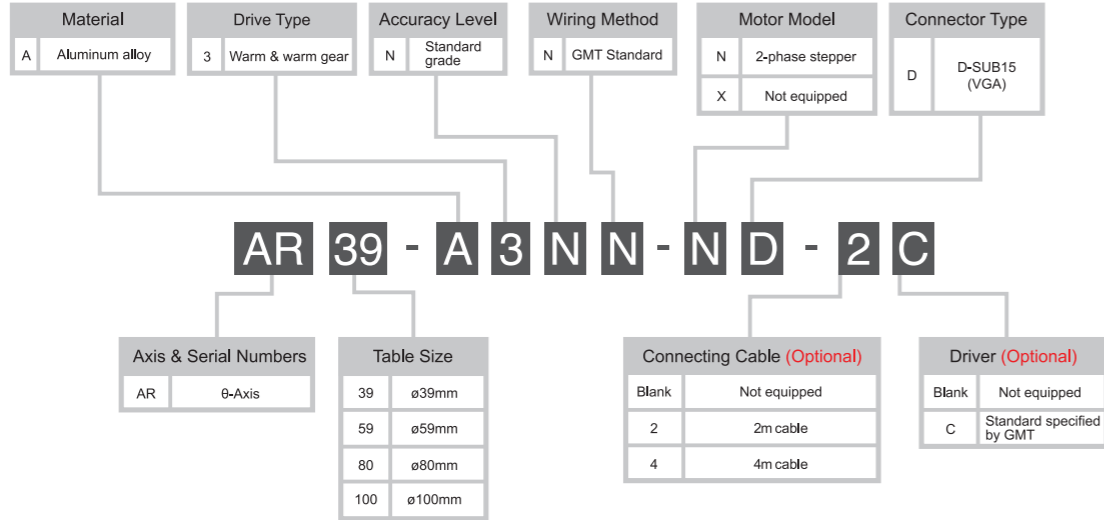 Material
A Aluminum alloy
Drive Type
3 Warm & warm gear
Accuracy Level
N Standard
grade
Wiring Method
N GMT Standard
Motor Model
N 2-phase stepper
X Not equipped
Connector Type
D D-SUB15
(VGA)
AR 39 - A 3 N N - N D - 2 C
Axis & Serial Numbers
AR θ-Axis
Table Size
39 ø39mm
59 ø59mm
80 ø80mm
100 ø100mm
Connecting Cable (Optional)
Blank Not equipped
2 2m cable
4 4m cable
Driver (Optional)
Blank Not equipped
C Standard specified
by GMT